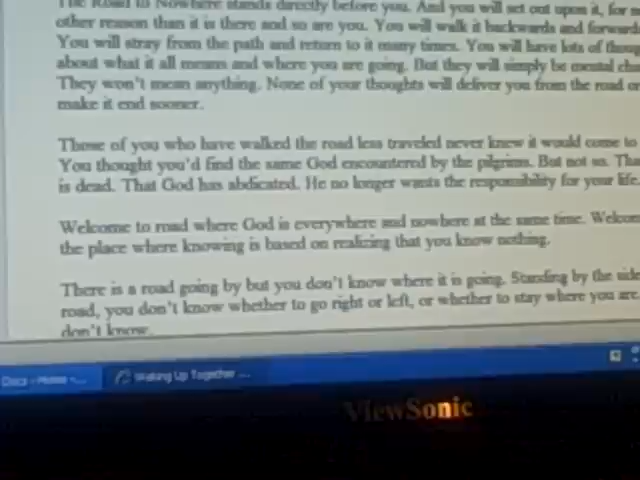 The Road to Nowhere stands directly before you. And you will set out upon it, for
other reason than it is there and so are you. You will walk it backwards and forwards
You will stray from the path and return to it many times. You will have lots of
about what it all means and where you are going. But they will simply be mental
They won't mean anything. None of your thoughts will deliver you from the road or
make it end sooner.
Those of you who have walked the road less traveled never knew it would come to
You thought you'd find the same God encountered by the pilgrims. But not so.
is dead. That God has abdicated. He no longer wants the responsibility for your life.
Welcome to road where God is everywhere and nowhere at the same time.
the place where knowing is based on realizing that you know nothing.
There is a road going by but you don't know where it is going. Standing by the side
road, you don't know whether to go right or left, or whether to stay where you are.
don't know.
Docs - Home -...
Waking Up Together ...
ViewSonic